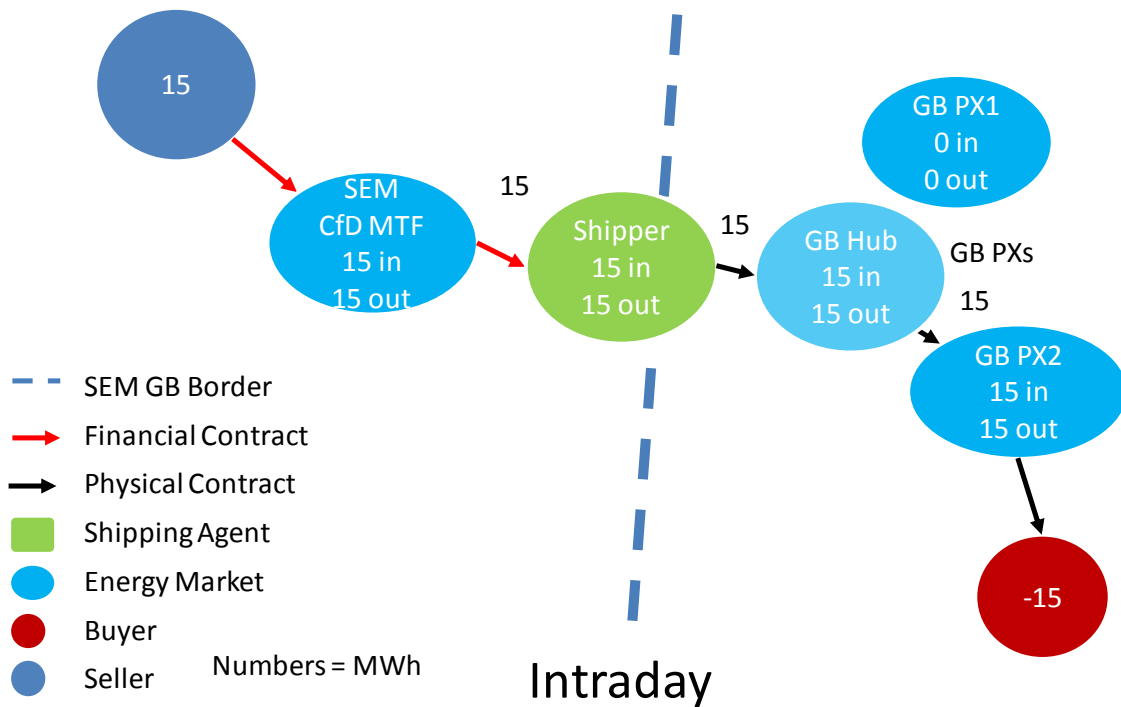 15
GB PX1
0 in
0 out
SEM
CfD MTF
15 in
15 out
15
Shipper
15 in
15 out
15
GB Hub
15 in
15 out
GB PXs
15
GB PX2
15 in
15 out
-15
SEM GB Border
Financial Contract
Physical Contract
Shipping Agent
Energy Market
Buyer
Seller
Numbers = MWh
Intraday